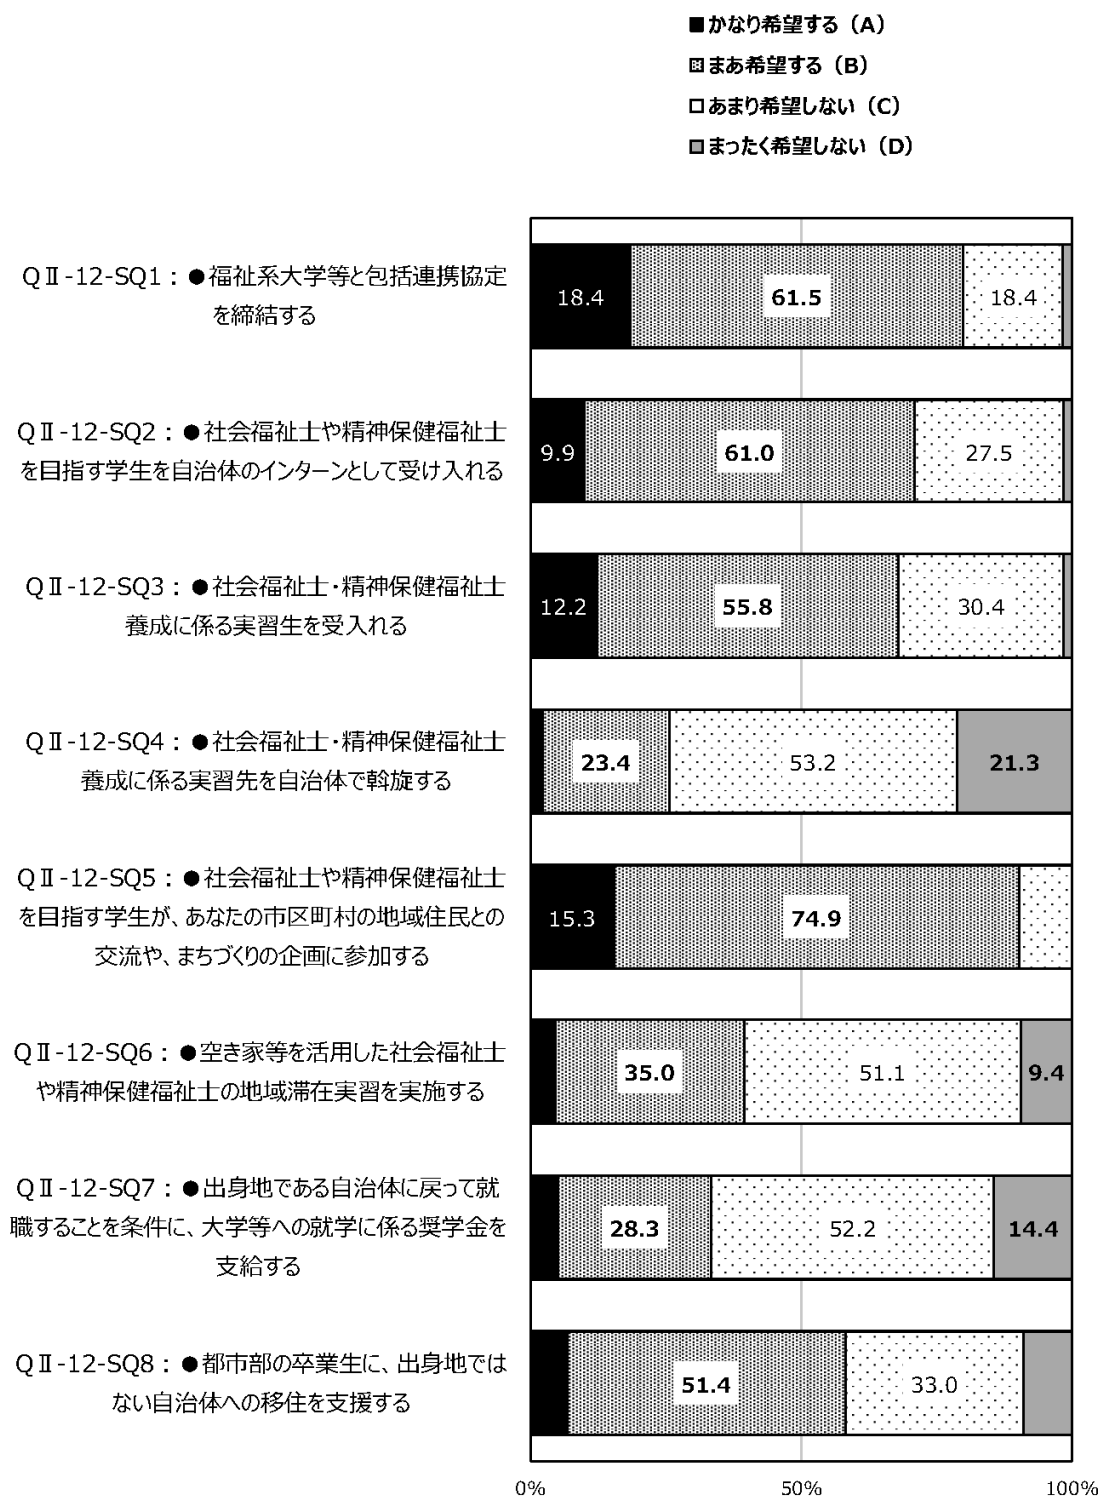 ■かなり希望する（A）
まあ希望する（B）
□あまり希望しない（C）
まったく希望しない（D）
QⅡ-12-SQ1：●福祉系大学等と包括連携協定
を締結する
18.4
61.5
18.4
QⅡ-12-SQ2：●社会福祉士や精神保健福祉士
を目指す学生を自治体のインターンとして受け入れる
9.9
61.0
27.5
QⅡ-12-SQ3：●社会福祉士・精神保健福祉士
養成に係る実習生を受入れる
12.2
55.8
30.4
QⅡ-12-SQ4：●社会福祉士・精神保健福祉士
養成に係る実習先を自治体で斡旋する
23.4
53.2
21.3
QⅡ-12-SQ5：●社会福祉士や精神保健福祉士
を目指す学生が、あなたの市区町村の地域住民との
交流や、まちづくりの企画に参加する
15.3
74.9
QⅡ-12-SQ6：●空き家等を活用した社会福祉士
や精神保健福祉士の地域滞在実習を実施する
35.0
51.1
9.4
QⅡ-12-SQ7：●出身地である自治体に戻って就
職することを条件に、大学等への就学に係る奨学金を
支給する
28.3
52.2
14.4
QⅡ-12-SQ8：●都市部の卒業生に、出身地では
ない自治体への移住を支援する
51.4
33.0
0%
50%
100%